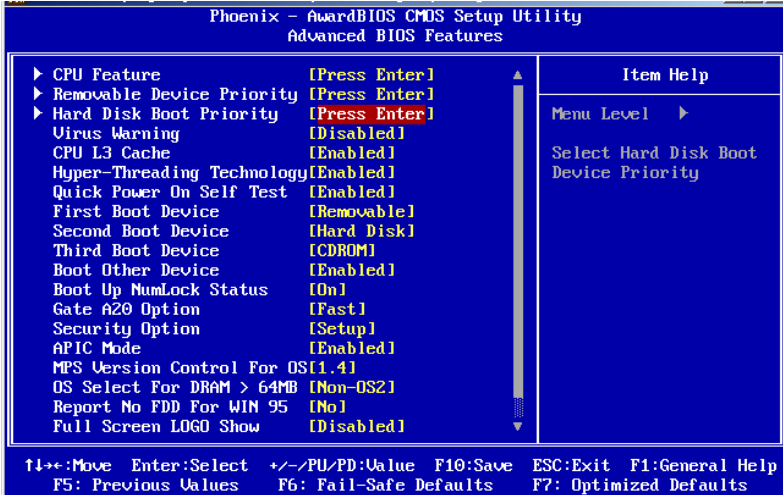 Phoenix - AwardBIOS CMOS Setup Utility
Advanced BIOS Features
CPU Feature [Press Enter]
Removable Device Priority [Press Enter]
Hard Disk Boot Priority [Press Enter]
Virus Warning [Disabled]
CPU L3 Cache [Enabled]
Hyper-Threading Technology[Enabled]
Quick Power On Self Test [Enabled]
First Boot Device [Removable]
Second Boot Device [Hard Disk]
Third Boot Device [CDROM]
Boot Other Device [Enabled]
Boot Up NumLock Status [On]
Gate A20 Option [Fast]
Security Option [Setup]
APIC Mode [Enabled]
MPS Version Control For OS[1.4]
OS Select For DRAM > 64MB [Non-OS2]
Report No FDD For WIN 95 [No]
Full Screen LOGO Show [Disabled]
Item Help
Menu Level
Select Hard Disk Boot
Device Priority
↑↓→←:Move Enter:Select +/-/PU/PD:Value F10:Save ESC:Exit F1:General Help
F5: Previous Values F6: Fail-Safe Defaults F7: Optimized Defaults